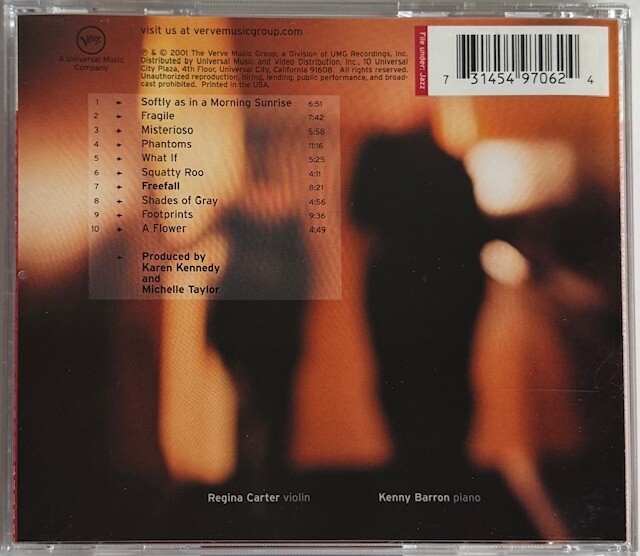 Verve
A Universal Music
Company
visit us at vervemusicgroup.com
℗ & © 2001 The Verve Music Group, a Division of UMG Recordings, Inc.
Distributed by Universal Music and Video Distribution, Inc., 10 Universal
City Plaza, 4th Floor, Universal City, California 91608. All rights reserved.
Unauthorized reproduction, hiring, lending, public performance, and broad-
cast prohibited. Printed in the USA.
File under: Jazz
7 31454 97062 4
1 Softly as in a Morning Sunrise 6:51
2 Fragile 7:42
3 Misterioso 5:58
4 Phantoms 11:16
5 What If 5:25
6 Squatty Roo 4:11
7 Freefall 8:21
8 Shades of Gray 4:56
9 Footprints 9:36
10 A Flower 4:49
Produced by
Karen Kennedy
and
Michelle Taylor
Regina Carter violin Kenny Barron piano